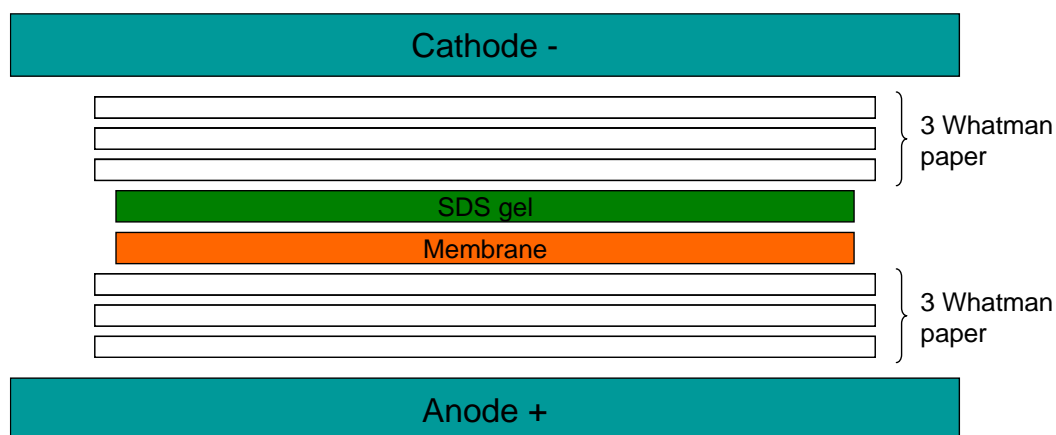 Cathode -
3 Whatman
paper
SDS gel
Membrane
3 Whatman
paper
Anode +